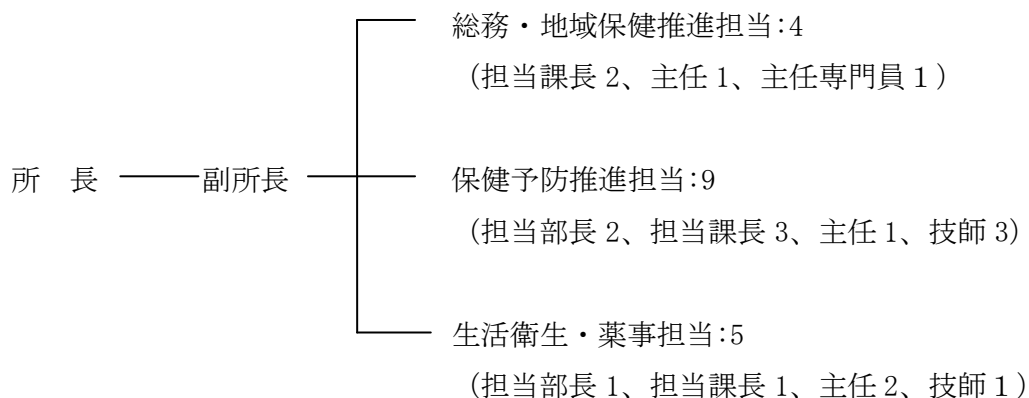 総務・地域保健推進担当:4
（担当課長 2、主任 1、主任専門員１）
所　長
副所長
保健予防推進担当:9
（担当部長 2、担当課長 3、主任 1、技師 3)
生活衛生・薬事担当:5
（担当部長 1、担当課長 1、主任 2、技師１）